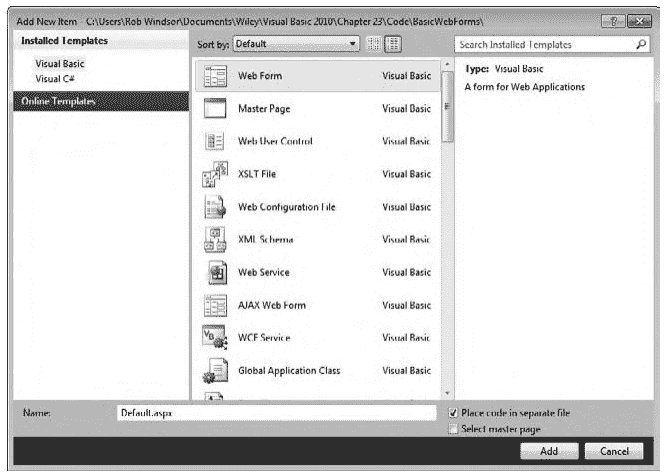 Add New Item - C:\Users\Rob Windsor\Documents\Wiley\Visual Basic 2010\Chapter 23\Code\BasicWebForms\
Installed Templates
Visual Basic
Visual C#
Online Templates
Sort by: Default
Search Installed Templates
Web Form Visual Basic
Master Page Visual Basic
Web User Control Visual Basic
XSLT File Visual Basic
Web Configuration File Visual Basic
XML Schema Visual Basic
Web Service Visual Basic
AJAX Web Form Visual Basic
WCF Service Visual Basic
Global Application Class Visual Basic
Type: Visual Basic
A form for Web Applications
Name: Default.aspx
Place code in separate file
Select master page
Add Cancel